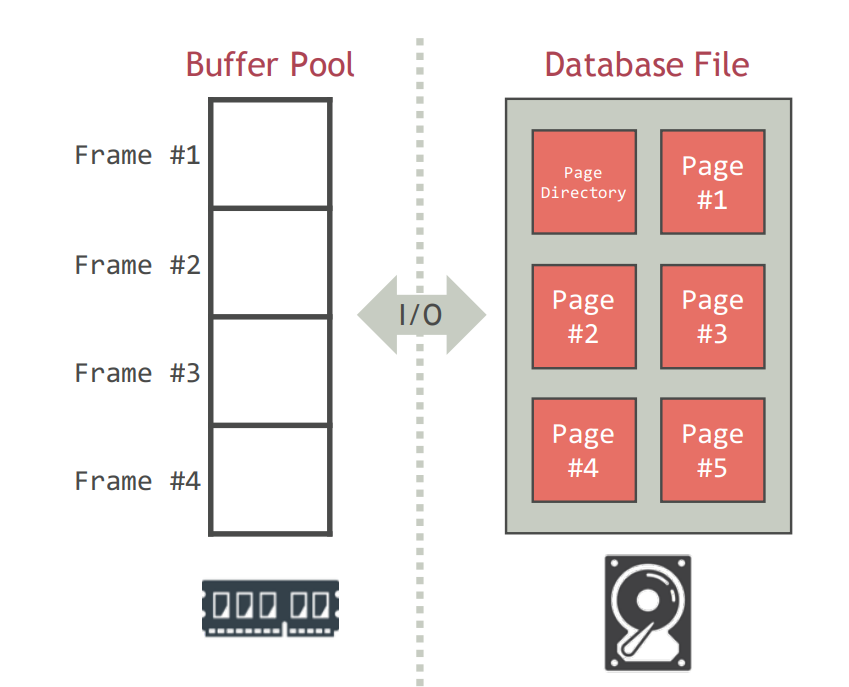 Buffer Pool
Frame #1
Frame #2
Frame #3
Frame #4
I/O
Database File
Page
Directory
Page
#1
Page
#2
Page
#3
Page
#4
Page
#5